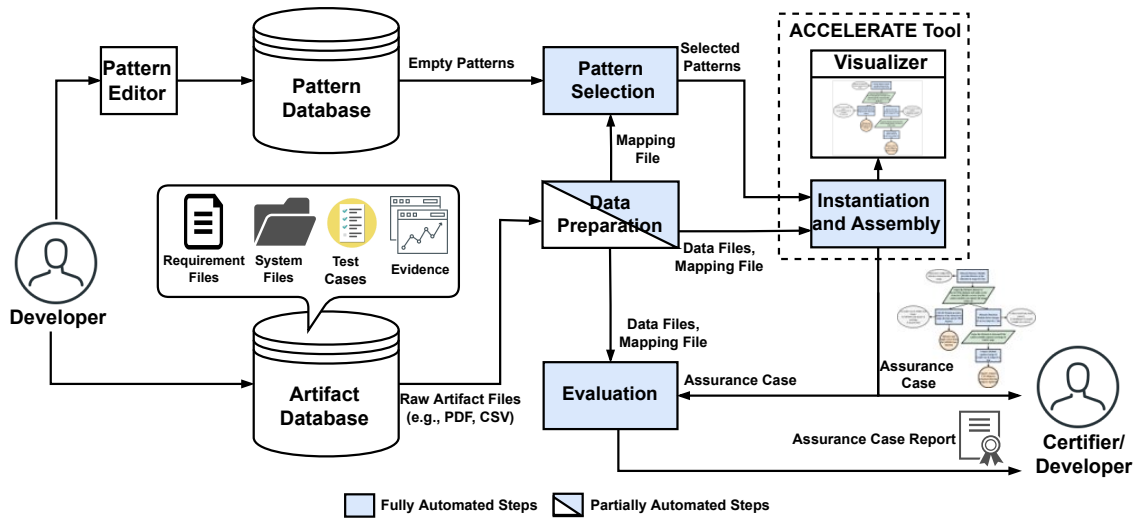 ACCELERATE Tool
Visualizer
Pattern
Editor
Pattern
Database
Empty Patterns
Pattern
Selection
Selected
Patterns
Mapping
File
Data
Preparation
Instantiation
and Assembly
Data Files,
Mapping File
Requirement
Files
System
Files
Test
Cases
Evidence
Developer
Artifact
Database
Raw Artifact Files
(e.g., PDF, CSV)
Data Files,
Mapping File
Evaluation
Assurance Case
Assurance
Case
Assurance Case Report
Certifier/
Developer
Fully Automated Steps
Partially Automated Steps